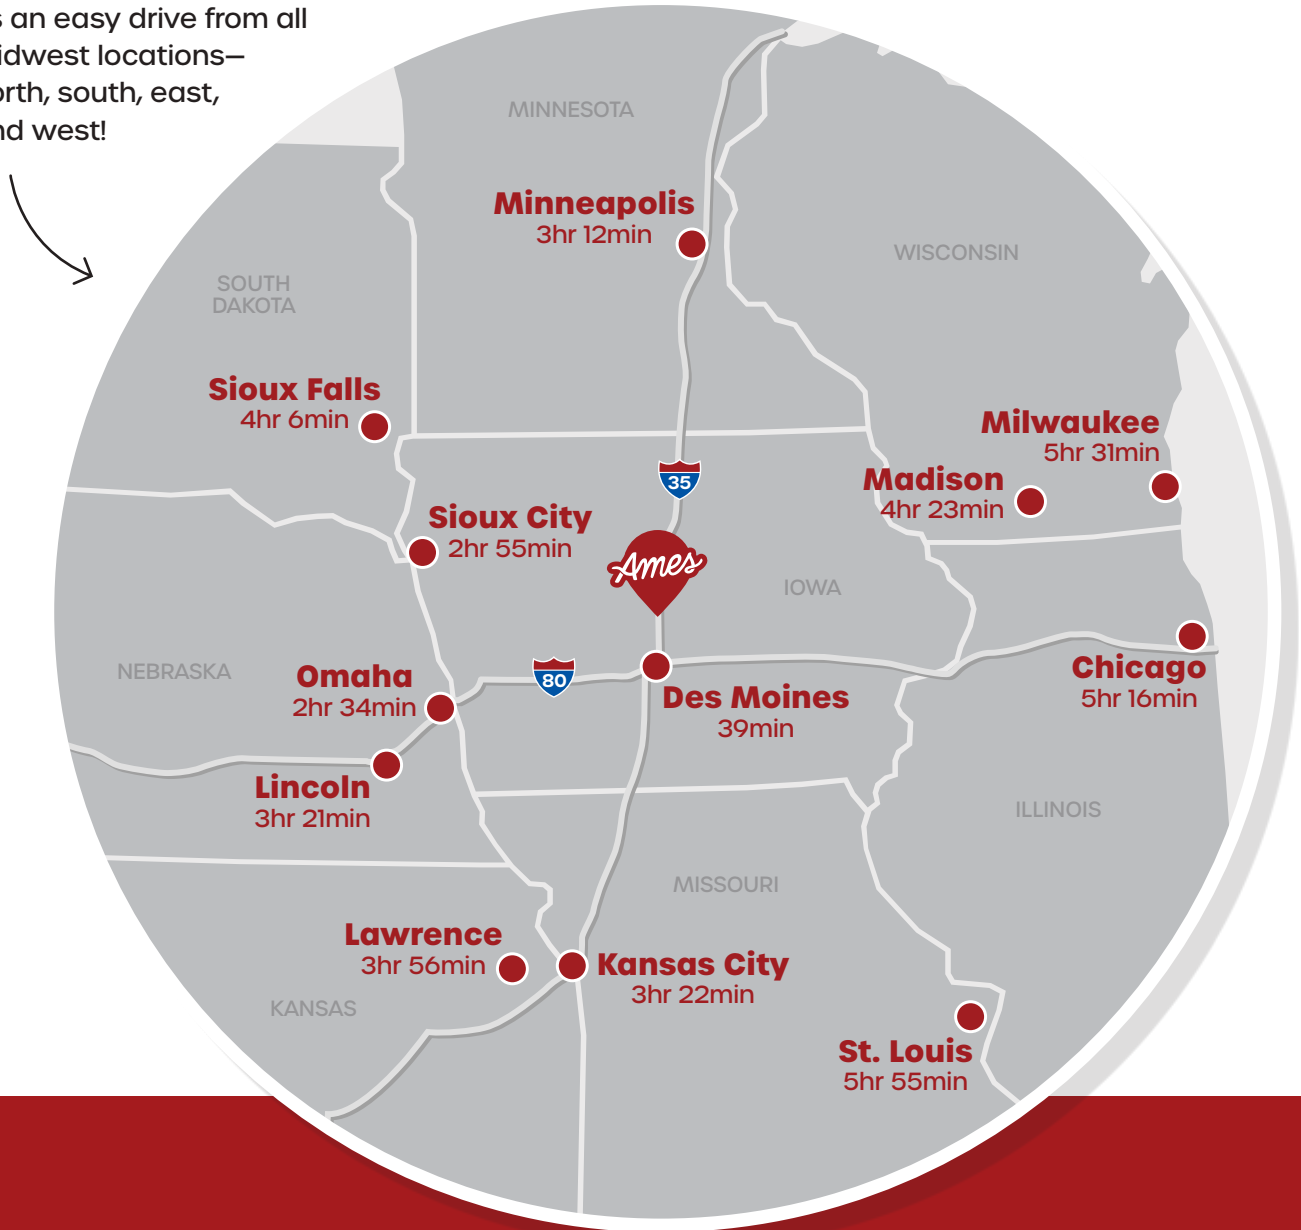 an easy drive from all
locations—
south, east,
west!
MINNESOTA
Minneapolis
3hr 12min
WISCONSIN
SOUTH
DAKOTA
Sioux Falls
4hr 6min
Milwaukee
5hr 31min
35
Madison
4hr 23min
Sioux City
2hr 55min
Ames
IOWA
NEBRASKA
Omaha
2hr 34min
80
Des Moines
39min
Chicago
5hr 16min
Lincoln
3hr 21min
ILLINOIS
MISSOURI
Lawrence
3hr 56min
Kansas City
3hr 22min
KANSAS
St. Louis
5hr 55min